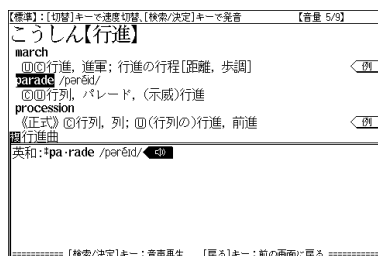 【標準】:[切替]キーで速度切替、[検索/決定]キーで発音 【音量 5/9】
こうしん【行進】
march
ⓊⒸ行進, 進軍; 行進の行程[距離, 歩調] 例
parade /pəréid/
ⒸⓊ行列, パレード, (示威)行進
procession
《正式》Ⓒ行列, 列; Ⓤ(行列の)行進, 前進 例
行進曲
英和:‡pa·rade /pəréid/
========== [検索/決定]キー:音声再生 [戻る]キー:前の画面に戻る ==========